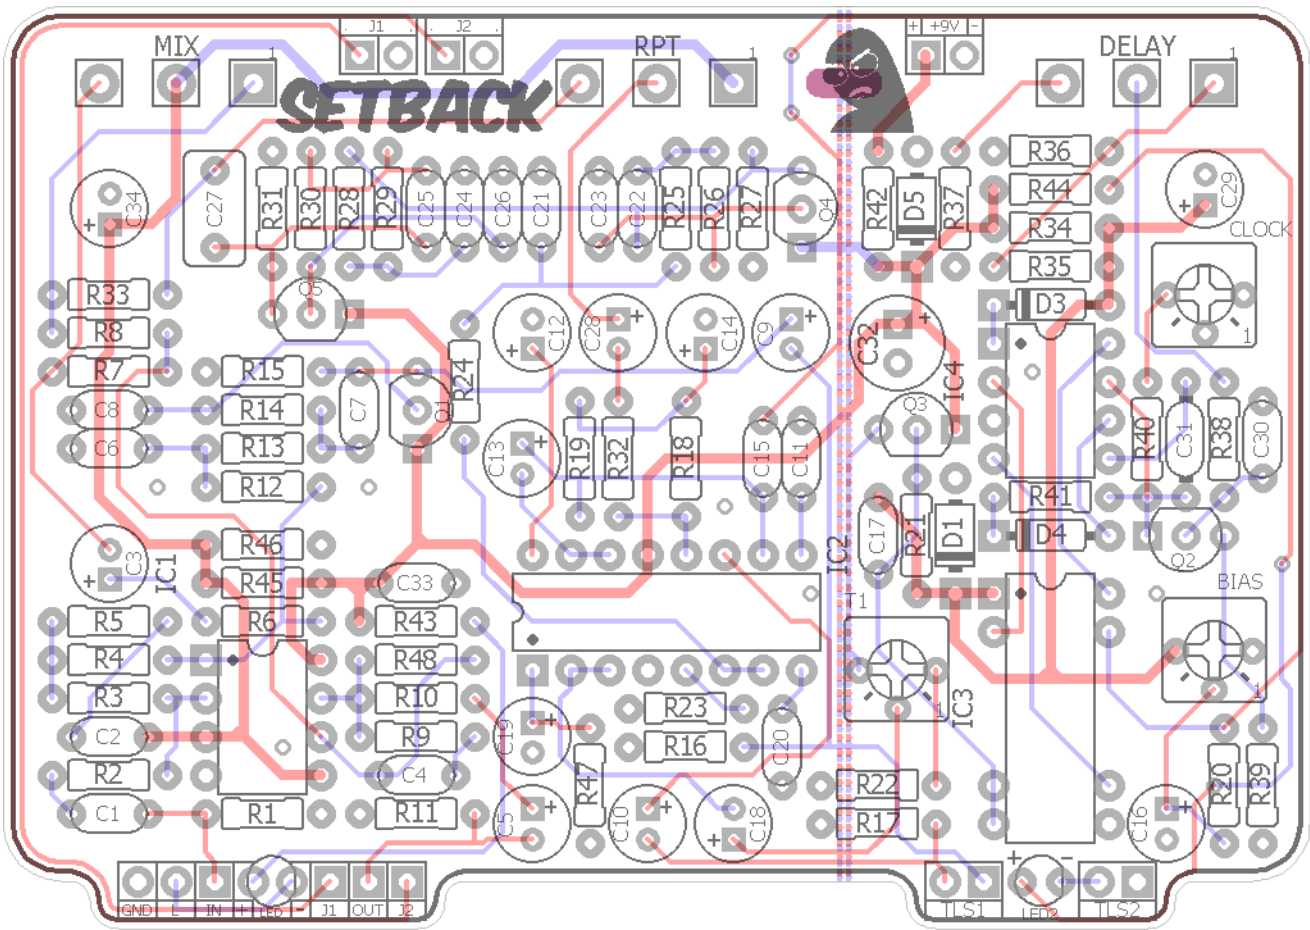 J1 J2 + +9V -
MIX 1 RPT 1 DELAY 1
SETBACK
R36
C34 C27 R31 R30 R28 R29 C25 C24 C26 C21 C23 C22 R25 R26 R27 Q4 R42 D5 R37 R44 C29
+ R34 + CLOCK
R35
R33 Q5 D3
R8 C12 C28 + C14 C9 + C32 + 1
R7 R15 R24 + + IC4
C8 R14 C7 Q1 Q3
C6 R13 C13 + R19 R32 R18 C15 C11 R40 C31 R38 C30
R12 R41
R46 C3 IC1 IC2 C17 R21 D1 D4 Q2
+ R45 C33 BIAS
R5 R6 R43 T1
R4 R48
R3 R10 R23 1 IC3 1
C2 R9 C19 + R16 C20
R2 C4 R47 R22 R20 R39
C1 R1 R11 C5 + C10 + C18 + R17 C16 +
GND L IN + LED - J1 OUT J2 TLS1 + LED2 - TLS2